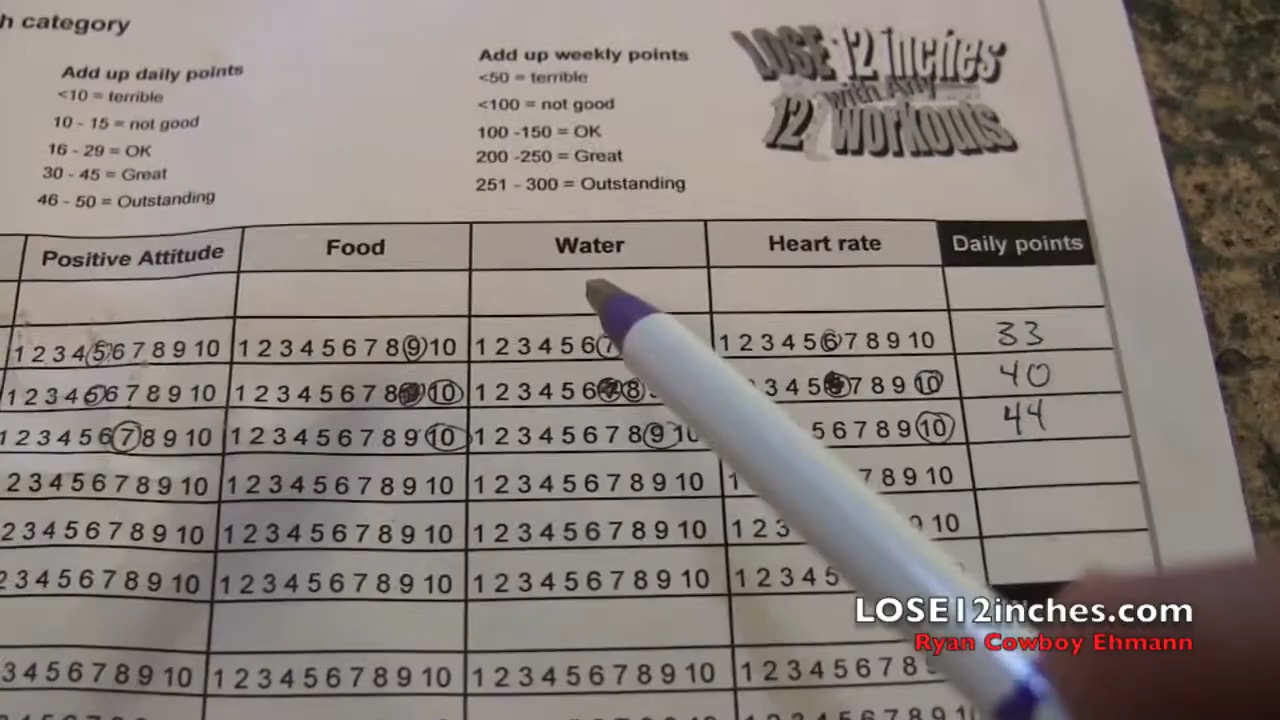 h category
Add up daily points
<10 = terrible
10 - 15 = not good
16 - 29 = OK
30 - 45 = Great
46 - 50 = Outstanding
Add up weekly points
<50 = terrible
<100 = not good
100 -150 = OK
200 -250 = Great
251 - 300 = Outstanding
LOSE 12 inches
with Any
12 workouts
Positive Attitude Food Water Heart rate Daily points
1 2 3 4 5 6 7 8 9 10 1 2 3 4 5 6 7 8 9 10 1 2 3 4 5 6 7 1 2 3 4 5 6 7 8 9 10 33
1 2 3 4 5 6 7 8 9 10 1 2 3 4 5 6 7 8 9 10 1 2 3 4 5 6 7 8 3 4 5 6 7 8 9 10 40
1 2 3 4 5 6 7 8 9 10 1 2 3 4 5 6 7 8 9 10 1 2 3 4 5 6 7 8 9 10 5 6 7 8 9 10 44
2 3 4 5 6 7 8 9 10 1 2 3 4 5 6 7 8 9 10 1 2 3 4 5 6 7 8 9 10 1 7 8 9 10
2 3 4 5 6 7 8 9 10 1 2 3 4 5 6 7 8 9 10 1 2 3 4 5 6 7 8 9 10 1 2 3 9 10
2 3 4 5 6 7 8 9 10 1 2 3 4 5 6 7 8 9 10 1 2 3 4 5 6 7 8 9 10 1 2 3 4 5
3 4 5 6 7 8 9 10 1 2 3 4 5 6 7 8 9 10 1 2 3 4 5 6 7 8 9 10 1 2 3 4 5 6 7 8 9 10
LOSE12inches.com
Ryan Cowboy Ehmann